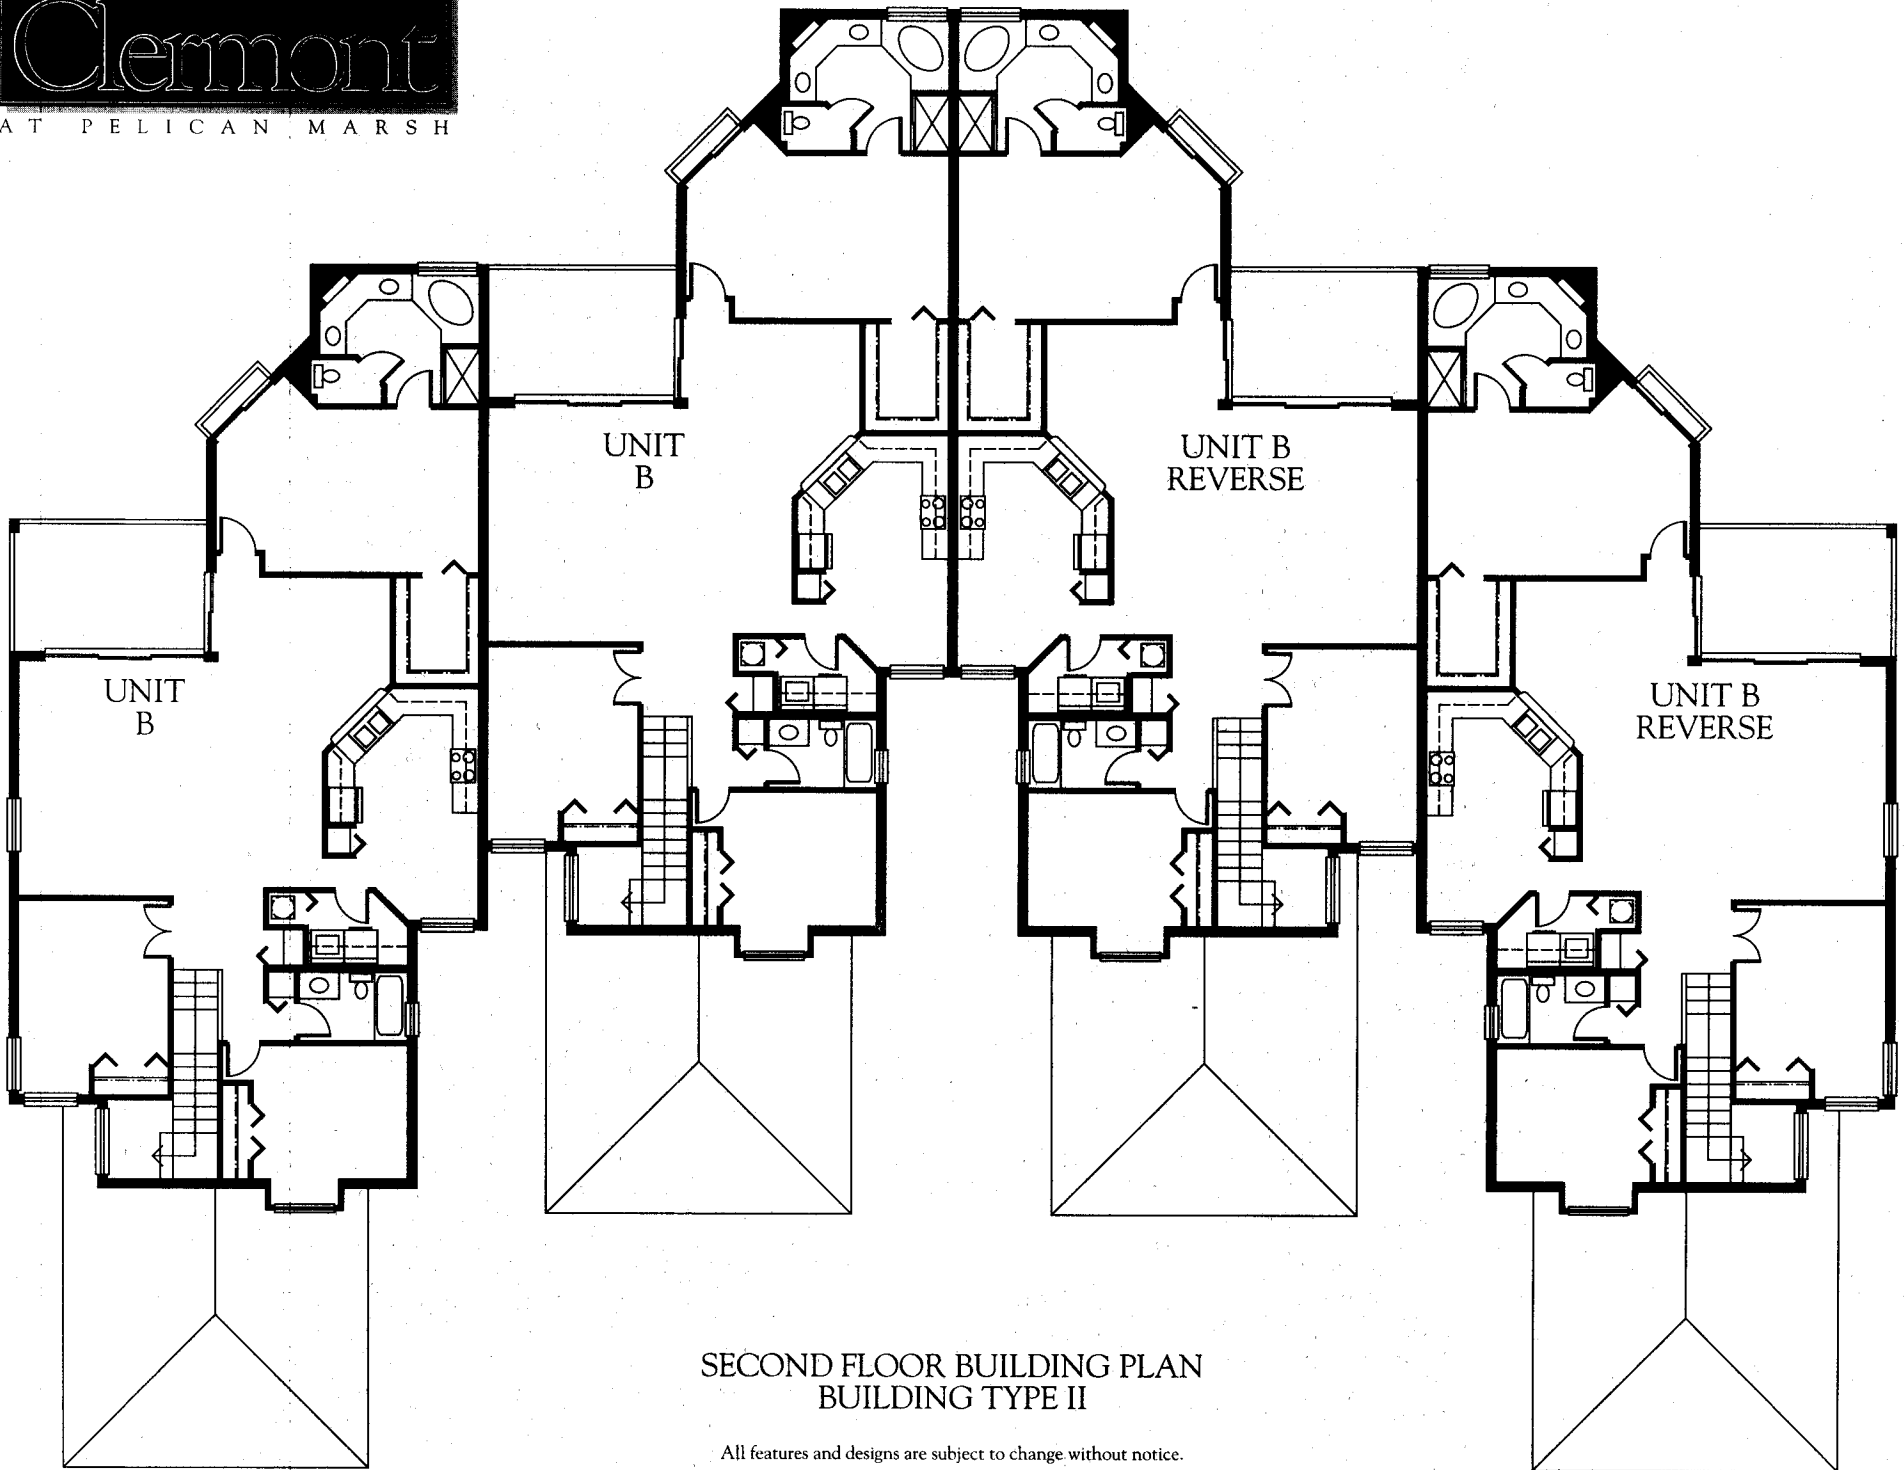 Clermont
AT PELICAN MARSH
UNIT
B
UNIT B
REVERSE
UNIT
B
UNIT B
REVERSE
SECOND FLOOR BUILDING PLAN
BUILDING TYPE II
All features and designs are subject to change without notice.